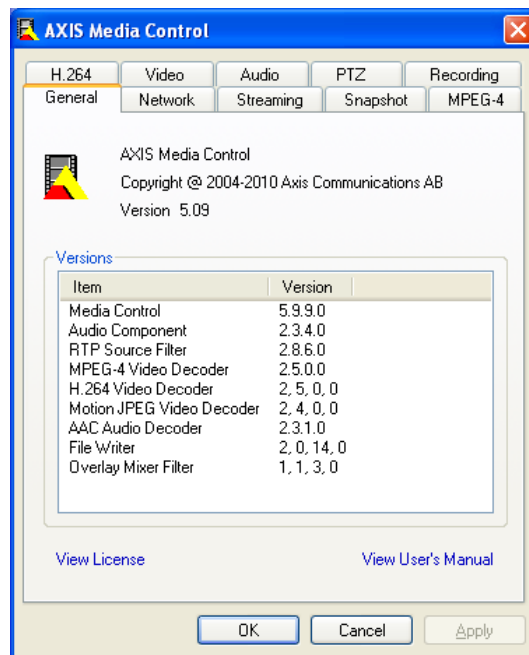 AXIS Media Control
H.264 Video Audio PTZ Recording
General Network Streaming Snapshot MPEG-4
AXIS Media Control
Copyright @ 2004-2010 Axis Communications AB
Version 5.09
Versions
Item Version
Media Control 5.9.9.0
Audio Component 2.3.4.0
RTP Source Filter 2.8.6.0
MPEG-4 Video Decoder 2.5.0.0
H.264 Video Decoder 2, 5, 0, 0
Motion JPEG Video Decoder 2, 4, 0, 0
AAC Audio Decoder 2.3.1.0
File Writer 2, 0, 14, 0
Overlay Mixer Filter 1, 1, 3, 0
View License View User's Manual
OK Cancel Apply